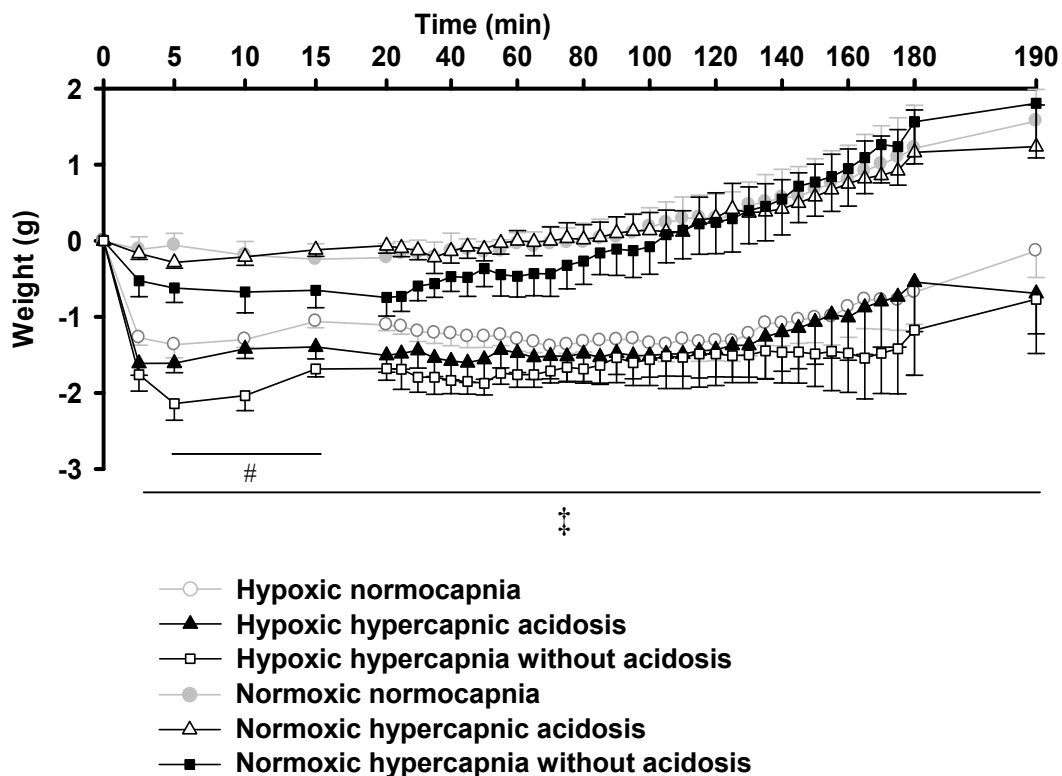 Time (min)
0 5 10 15 20 40 60 80 100 120 140 160 180 190
2
1
0
-1
-2
-3
Weight (g)
#
‡
Hypoxic normocapnia
Hypoxic hypercapnic acidosis
Hypoxic hypercapnia without acidosis
Normoxic normocapnia
Normoxic hypercapnic acidosis
Normoxic hypercapnia without acidosis